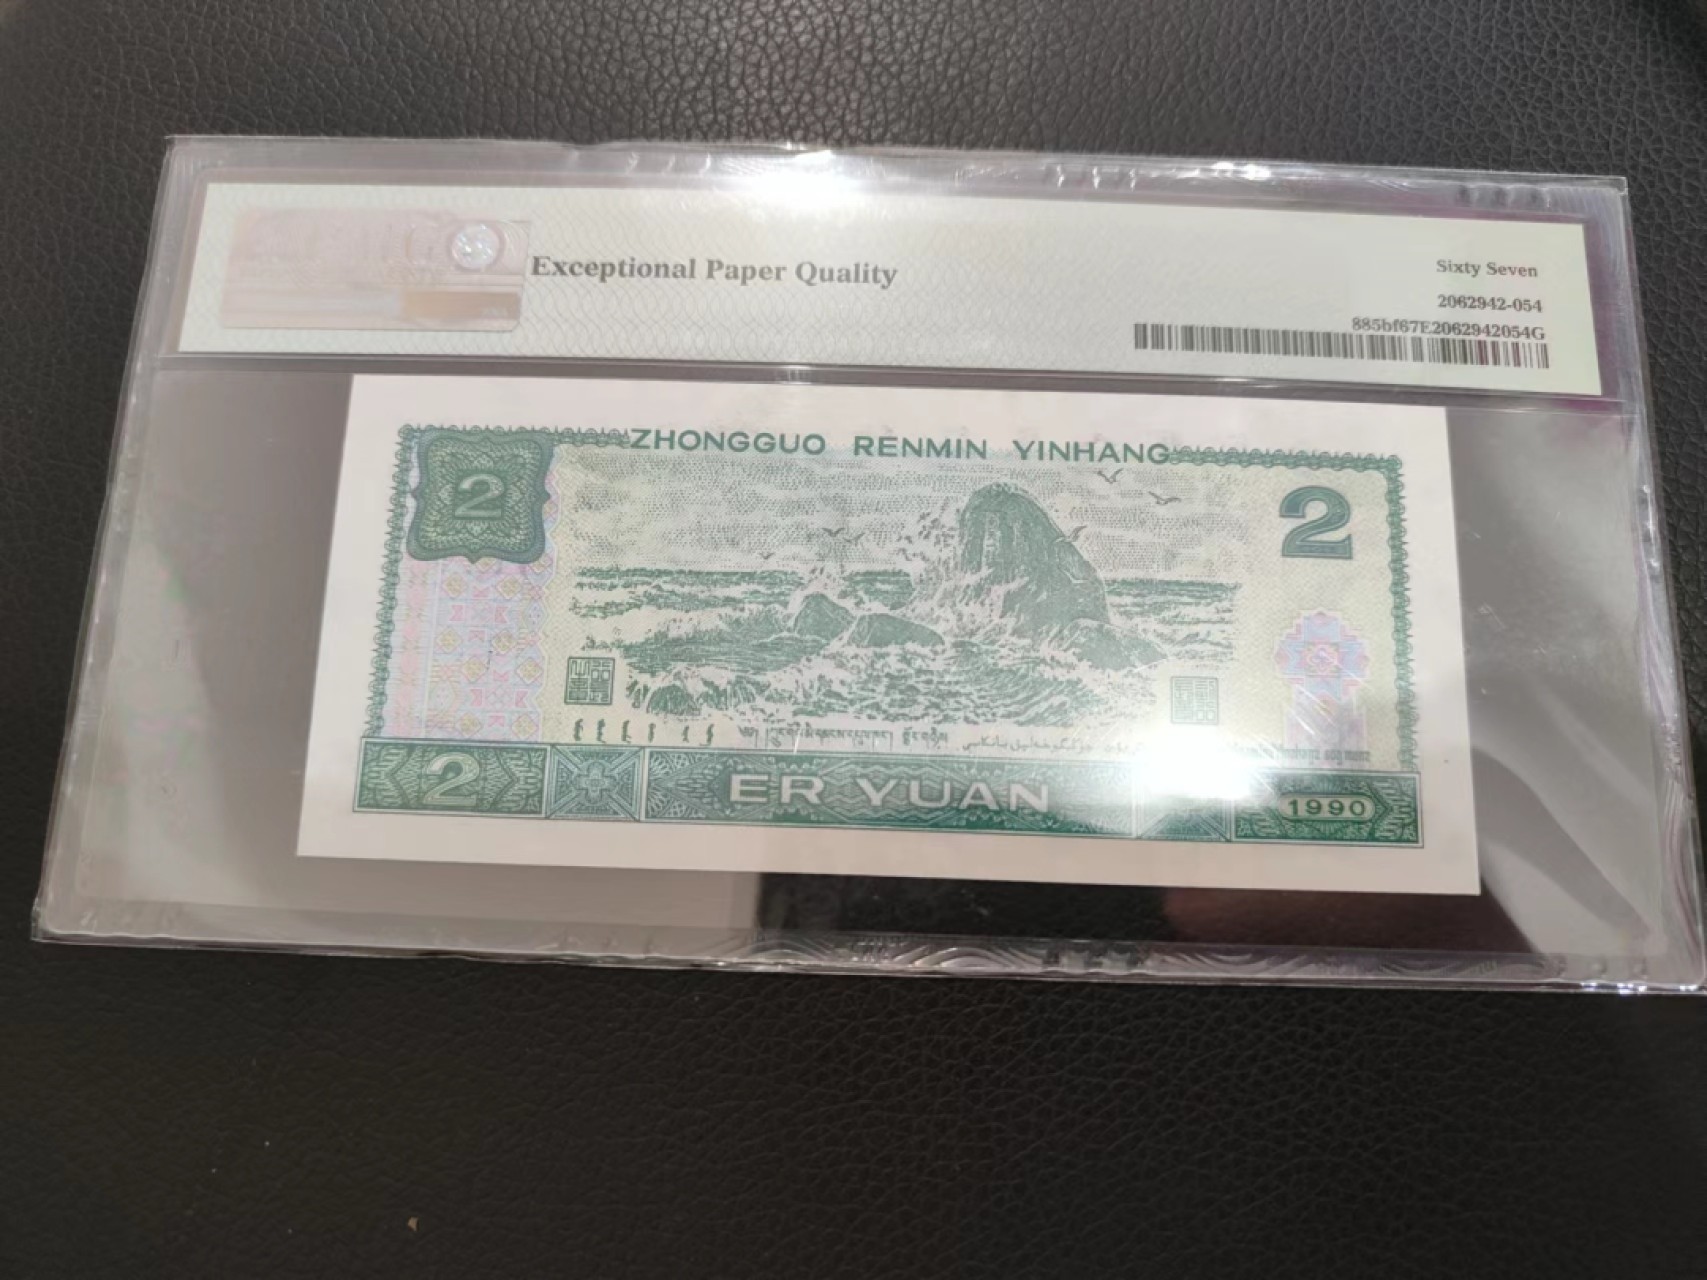 Exceptional Paper Quality
Sixty Seven
2062942-054
885bf67E2062942054G
ZHONGGUO RENMIN YINHANG
2
2
2
ER YUAN
1990